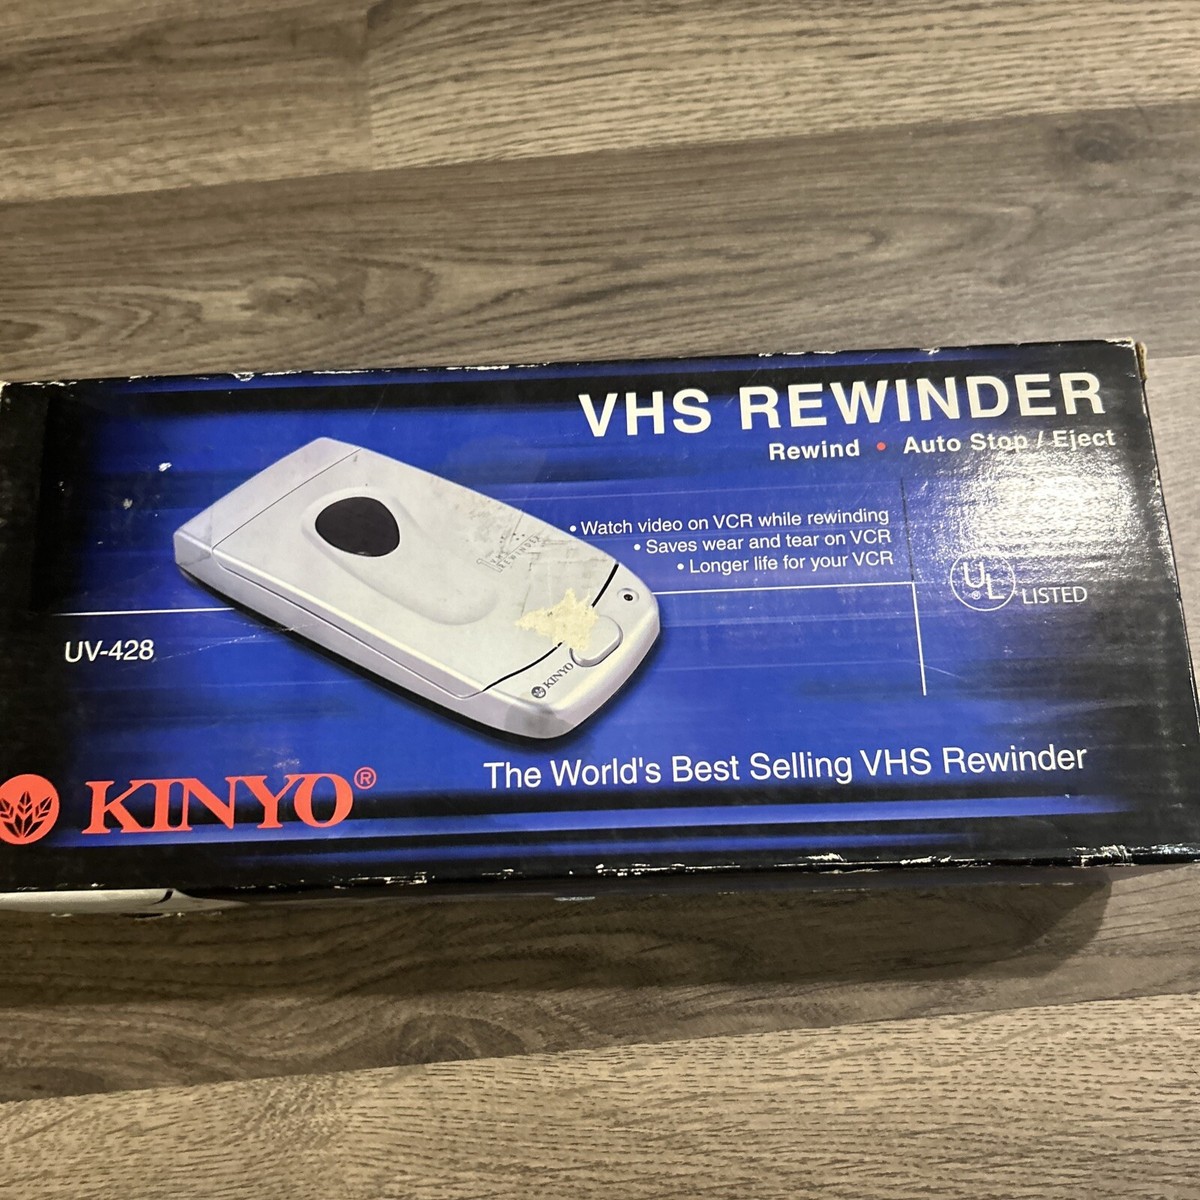 VHS REWINDER
Rewind • Auto Stop / Eject
• Watch video on VCR while rewinding
• Saves wear and tear on VCR
• Longer life for your VCR
UL
®
LISTED
REWINDER
UV-428
KINYO
The World's Best Selling VHS Rewinder
KINYO®